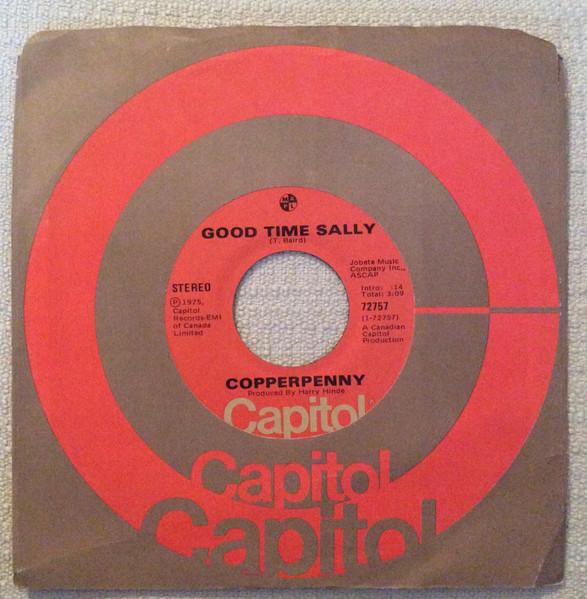 M A
P L
GOOD TIME SALLY
(T. Baird)
Jobete Music
Company Inc.,
ASCAP
STEREO
Intro: :14
Total: 3:09
℗ 1975,
Capitol
Records-EMI
of Canada
Limited
72757
(1-72757)
A Canadian
Capitol
Production
COPPERPENNY
Produced By Harry Hinde
Capitol
Capitol
Capitol